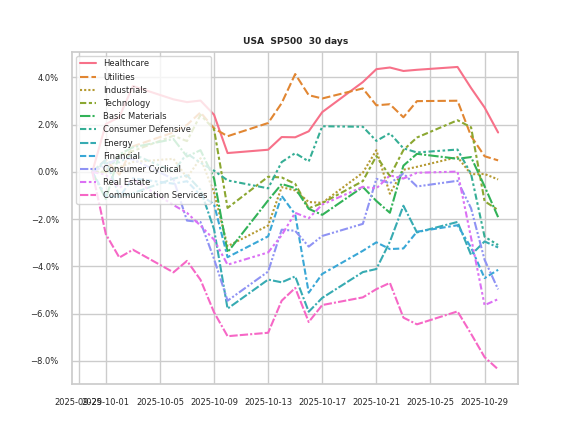 USA SP500 30 days
4.0%
2.0%
0.0%
−2.0%
−4.0%
−6.0%
−8.0%
Healthcare
Utilities
Industrials
Technology
Basic Materials
Consumer Defensive
Energy
Financial
Consumer Cyclical
Real Estate
Communication Services
2025-10-01 2025-10-05 2025-10-09 2025-10-13 2025-10-17 2025-10-21 2025-10-25 2025-10-29